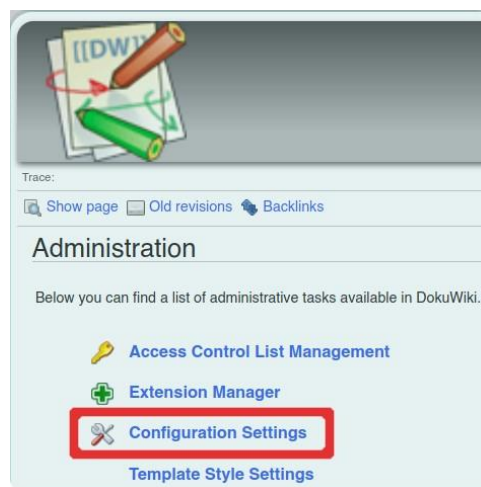 [[DW]]
Trace:
Show page Old revisions Backlinks
Administration
Below you can find a list of administrative tasks available in DokuWiki.
Access Control List Management
Extension Manager
Configuration Settings
Template Style Settings